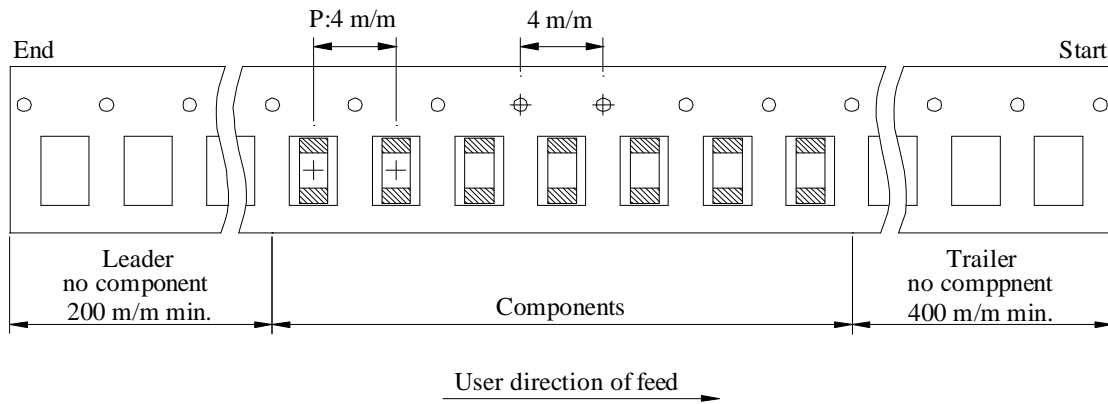 P:4 m/m
4 m/m
End
Start
Leader
no component
200 m/m min.
Components
Trailer
no comppnent
400 m/m min.
User direction of feed